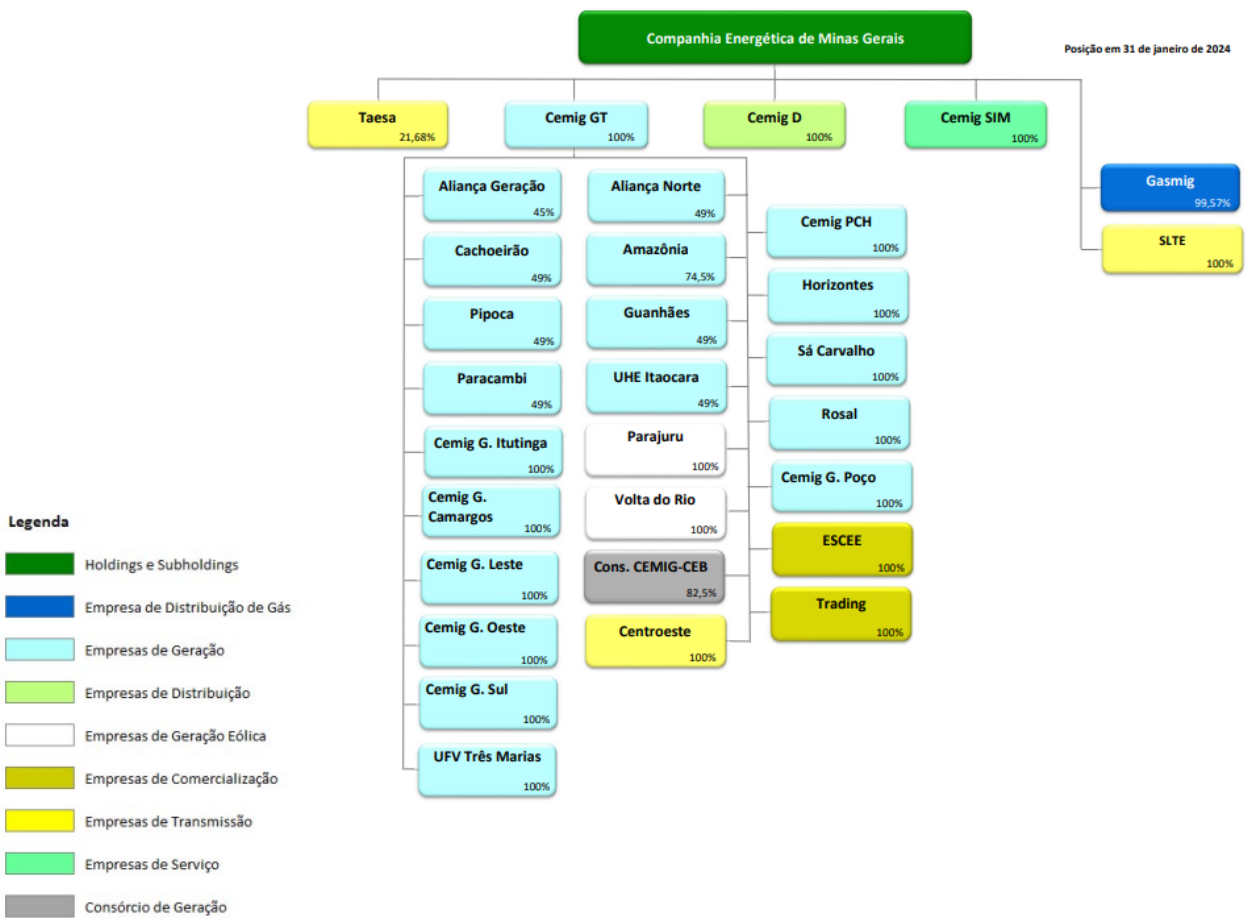 Companhia Energética de Minas Gerais
Posição em 31 de janeiro de 2024
Taesa
21,68%
Cemig GT
100%
Cemig D
100%
Cemig SIM
100%
Gasmig
99,57%
SLTE
100%
Aliança Geração
45%
Cachoeirão
49%
Pipoca
49%
Paracambi
49%
Cemig G. Itutinga
100%
Cemig G.
Camargos
100%
Cemig G. Leste
100%
Cemig G. Oeste
100%
Cemig G. Sul
100%
UFV Três Marias
100%
Aliança Norte
49%
Amazônia
74,5%
Guanhães
49%
UHE Itaocara
49%
Parajuru
100%
Volta do Rio
100%
Cons. CEMIG-CEB
82,5%
Centroeste
100%
Cemig PCH
100%
Horizontes
100%
Sá Carvalho
100%
Rosal
100%
Cemig G. Poço
100%
ESCEE
100%
Trading
100%
Legenda
Holdings e Subholdings
Empresa de Distribuição de Gás
Empresas de Geração
Empresas de Distribuição
Empresas de Geração Eólica
Empresas de Comercialização
Empresas de Transmissão
Empresas de Serviço
Consórcio de Geração